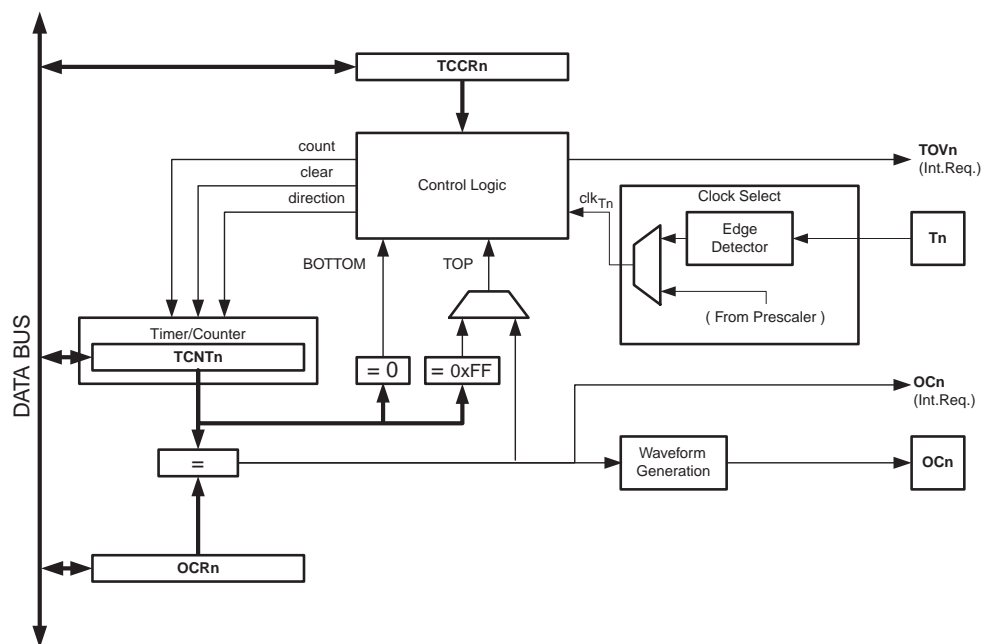 TCCRn
count
clear
direction
Control Logic
TOVn
(Int.Req.)
clkTn
Clock Select
Edge
Detector
Tn
( From Prescaler )
BOTTOM
TOP
Timer/Counter
TCNTn
= 0
= 0xFF
DATA BUS
OCn
(Int.Req.)
=
Waveform
Generation
OCn
OCRn